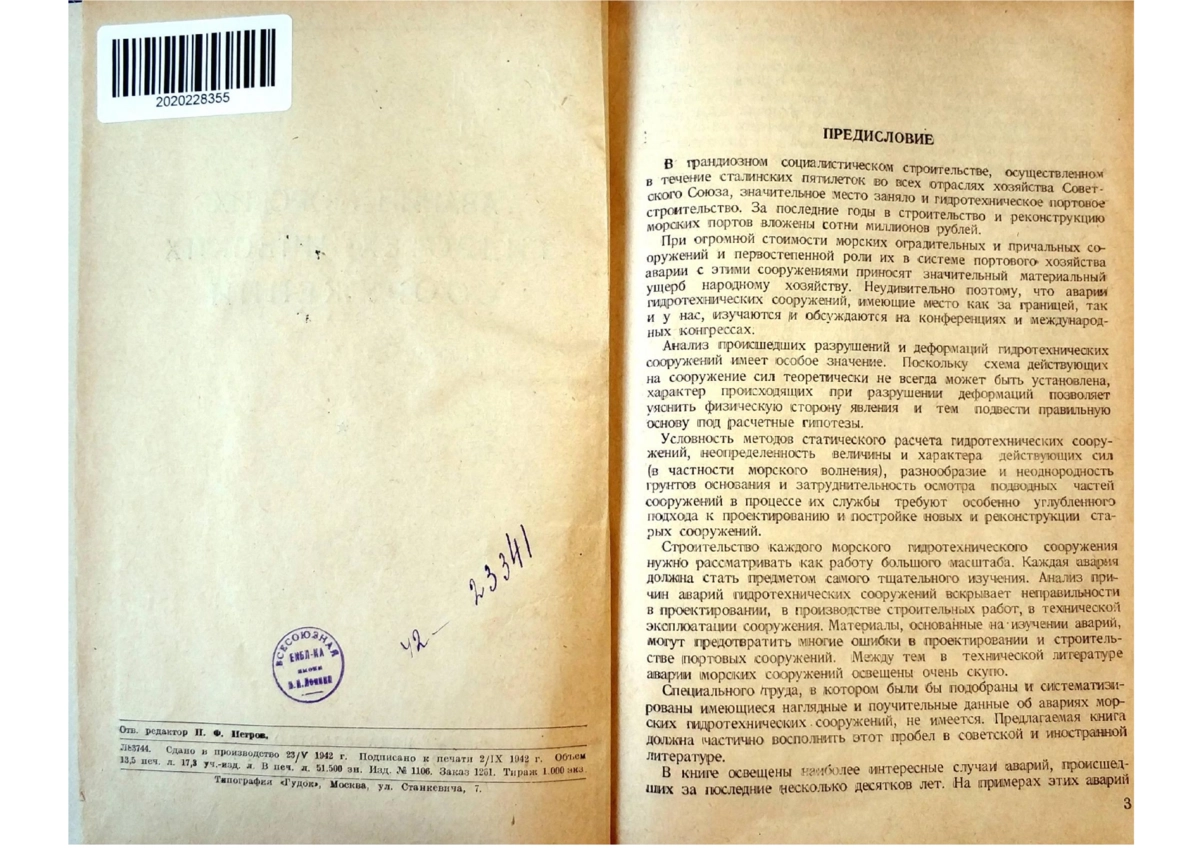 2020228355
42 - 23341
ВСЕСОЮЗНАЯ
БИБЛ-КА
имени
В.И.Ленина
Отв. редактор П. Ф. Петров.
Л83744. Сдано в производство 23/V 1942 г. Подписано к печати 2/IX 1942 г. Объем
13,5 печ. л. 17,3 уч.-изд. л. В печ. л. 51.500 зн. Изд. № 1106. Заказ 1261. Тираж 1.000 экз.
Типография «Гудок», Москва, ул. Станкевича, 7.
ПРЕДИСЛОВИЕ
В грандиозном социалистическом строительстве, осуществленном
в течение сталинских пятилеток во всех отраслях хозяйства Совет-
ского Союза, значительное место заняло и гидротехническое портовое
строительство. За последние годы в строительство и реконструкцию
морских портов вложены сотни миллионов рублей.
При огромной стоимости морских оградительных и причальных со-
оружений и первостепенной роли их в системе портового хозяйства
аварии с этими сооружениями приносят значительный материальный
ущерб народному хозяйству. Неудивительно поэтому, что аварии
гидротехнических сооружений, имеющие место как за границей, так
и у нас, изучаются и обсуждаются на конференциях и международ-
ных конгрессах.
Анализ происшедших разрушений и деформаций гидротехнических
сооружений имеет особое значение. Поскольку схема действующих
на сооружение сил теоретически не всегда может быть установлена,
характер происходящих при разрушении деформаций позволяет
уяснить физическую сторону явления и тем подвести правильную
основу под расчетные гипотезы.
Условность методов статического расчета гидротехнических соору-
жений, неопределенность величины и характера действующих сил
(в частности морского волнения), разнообразие и неоднородность
грунтов основания и затруднительность осмотра подводных частей
сооружений в процессе их службы требуют особенно углубленного
подхода к проектированию и постройке новых и реконструкции ста-
рых сооружений.
Строительство каждого морского гидротехнического сооружения
нужно рассматривать как работу большого масштаба. Каждая авария
должна стать предметом самого тщательного изучения. Анализ при-
чин аварий гидротехнических сооружений вскрывает неправильности
в проектировании, в производстве строительных работ, в технической
эксплоатации сооружения. Материалы, основанные на изучении аварий,
могут предотвратить многие ошибки в проектировании и строитель-
стве портовых сооружений. Между тем в технической литературе
аварии морских сооружений освещены очень скупо.
Специального труда, в котором были бы подобраны и систематизи-
рованы имеющиеся наглядные и поучительные данные об авариях мор-
ских гидротехнических сооружений, не имеется. Предлагаемая книга
должна частично восполнить этот пробел в советской и иностранной
литературе.
В книге освещены наиболее интересные случаи аварий, происшед-
ших за последние несколько десятков лет. На примерах этих аварий
3